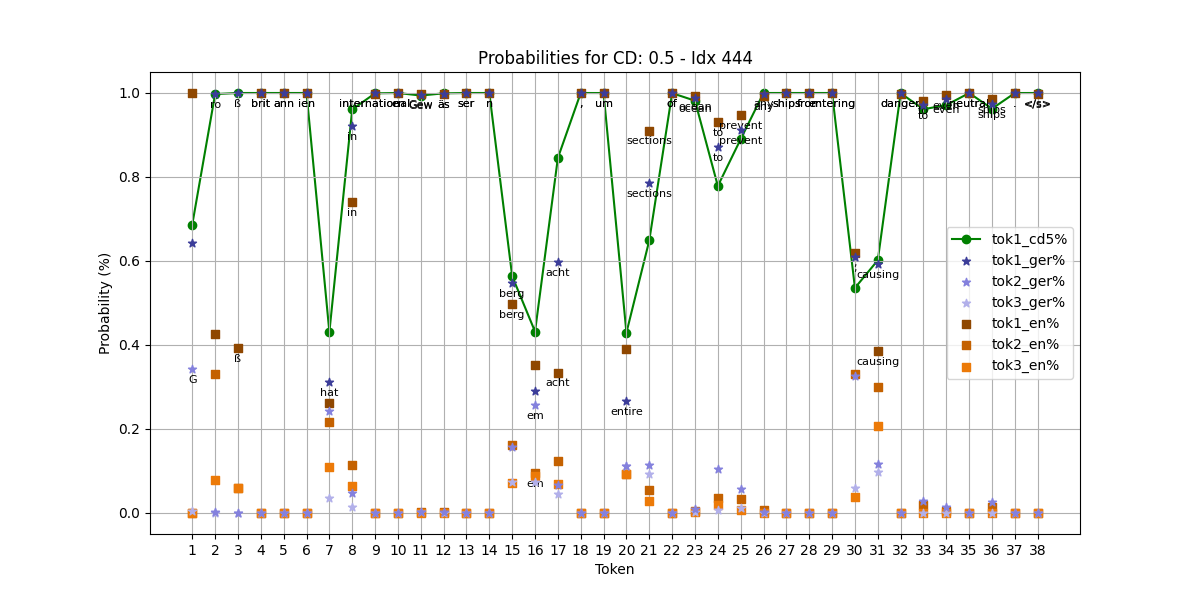 Probabilities for CD: 0.5 - Idx 444
Probability (%)
1.0
0.8
0.6
0.4
0.2
0.0
G
ro
ß
ß
brit
ann
ien
hat
in
in
international
Gew
äs
ser
n
berg
berg
em
em
acht
acht
,
um
entire
sections
sections
of
ocean
ocean
to
to
prevent
prevent
any
any
ships
from
entering
causing
causing
danger
to
even
even
neutral
ships
ships
.
</s>
tok1_cd5%
tok1_ger%
tok2_ger%
tok3_ger%
tok1_en%
tok2_en%
tok3_en%
1 2 3 4 5 6 7 8 9 10 11 12 13 14 15 16 17 18 19 20 21 22 23 24 25 26 27 28 29 30 31 32 33 34 35 36 37 38
Token